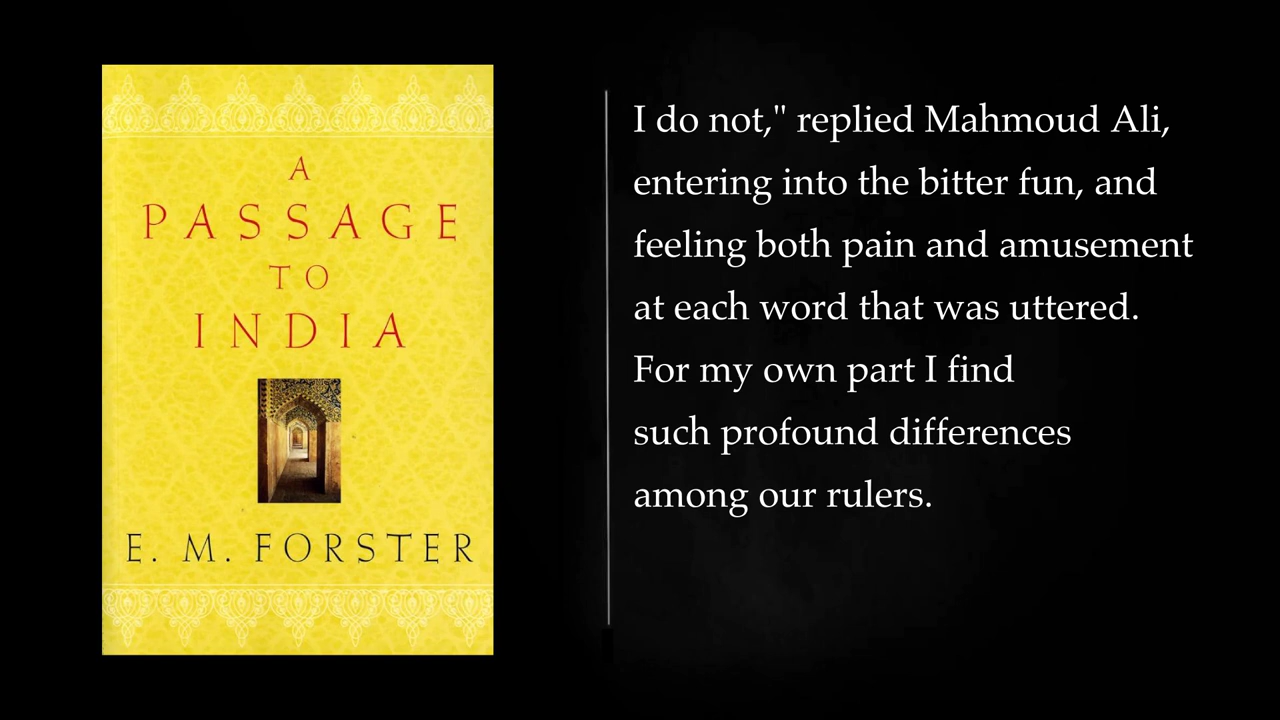 A
PASSAGE
TO
INDIA
E. M. FORSTER
I do not," replied Mahmoud Ali,
entering into the bitter fun, and
feeling both pain and amusement
at each word that was uttered.
For my own part I find
such profound differences
among our rulers.